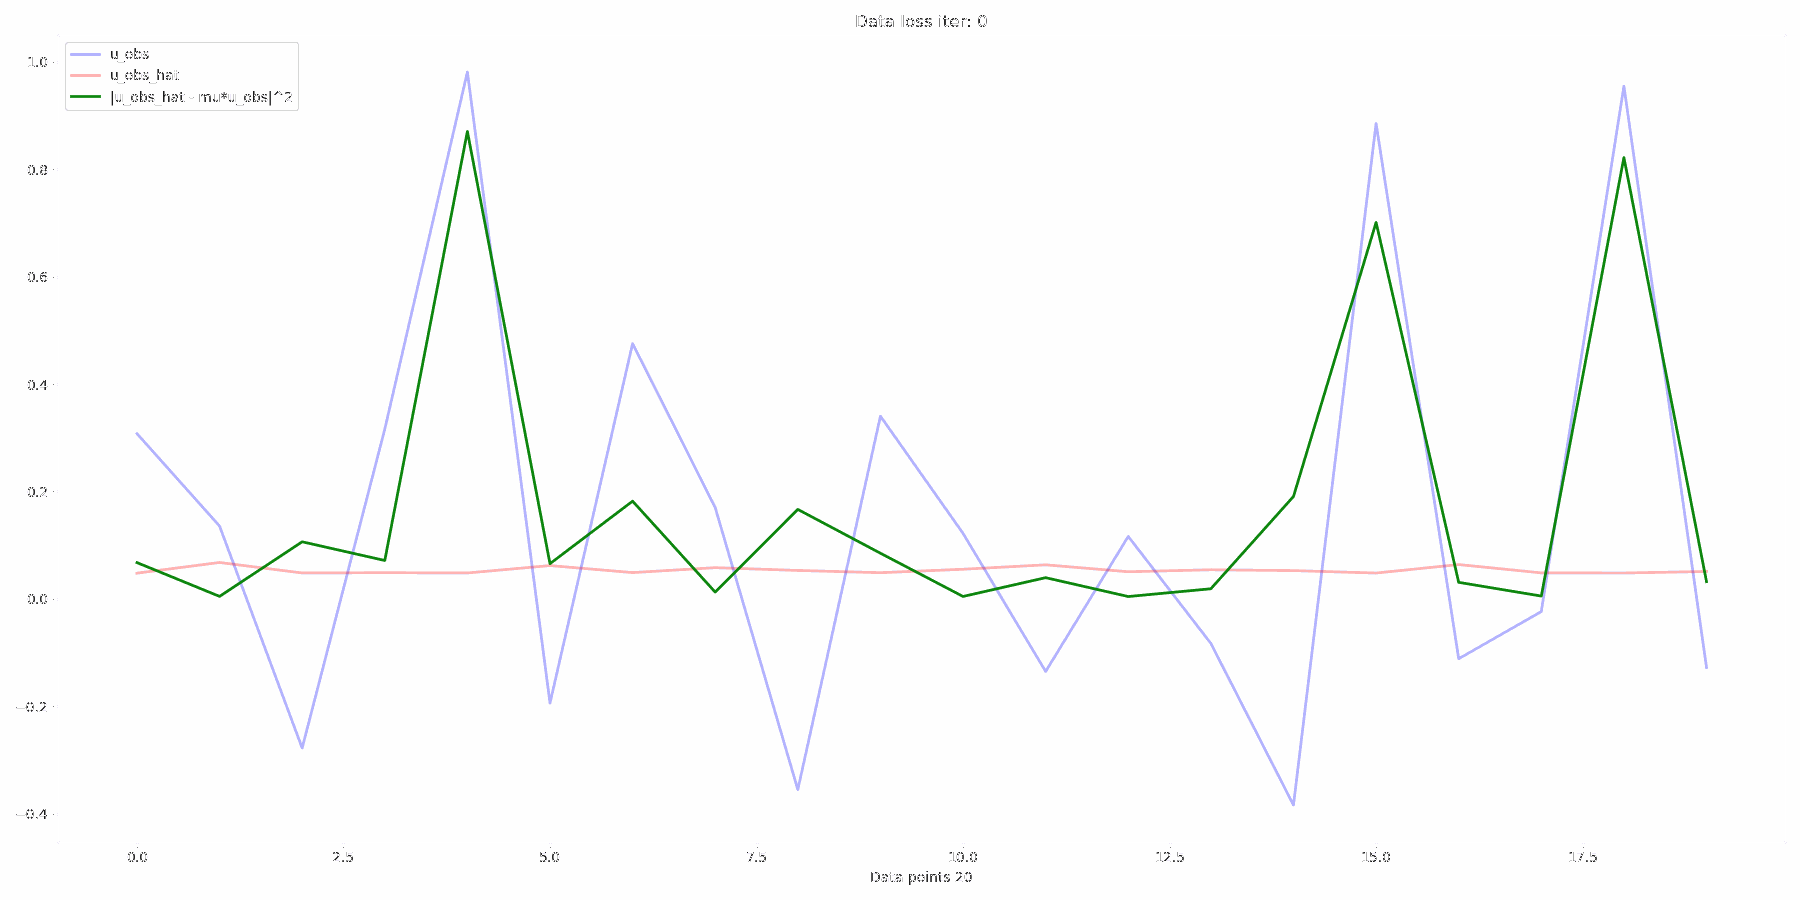 Data loss iter: 0
u_obs
u_obs_hat
|u_obs_hat - mu*u_obs|^2
1.0
0.8
0.6
0.4
0.2
0.0
−0.2
−0.4
0.0 2.5 5.0 7.5 10.0 12.5 15.0 17.5
Data points 20